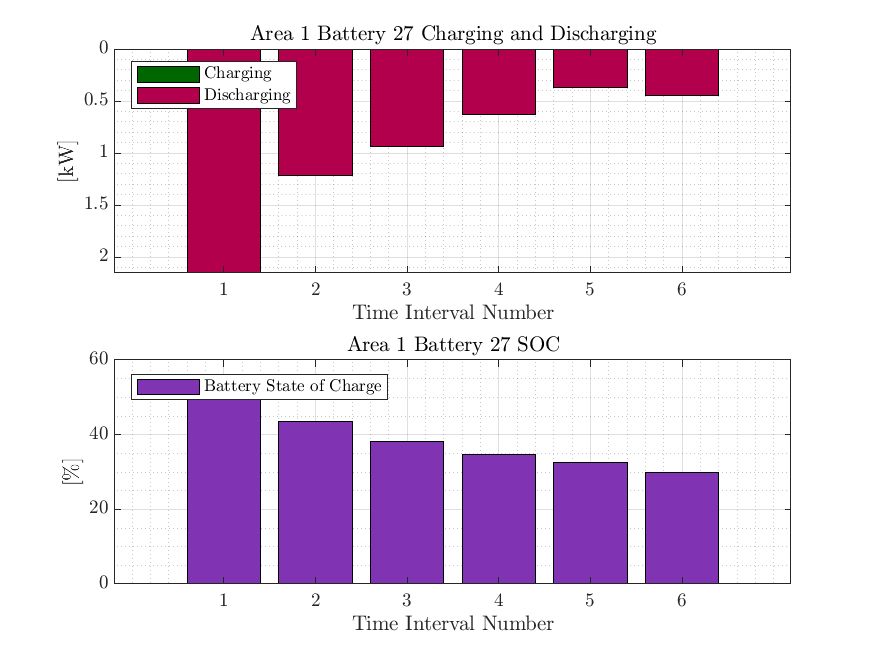 Area 1 Battery 27 Charging and Discharging
0
0.5
1
1.5
2
[kW]
Charging
Discharging
1 2 3 4 5 6
Time Interval Number
Area 1 Battery 27 SOC
60
40
20
0
[%]
Battery State of Charge
1 2 3 4 5 6
Time Interval Number